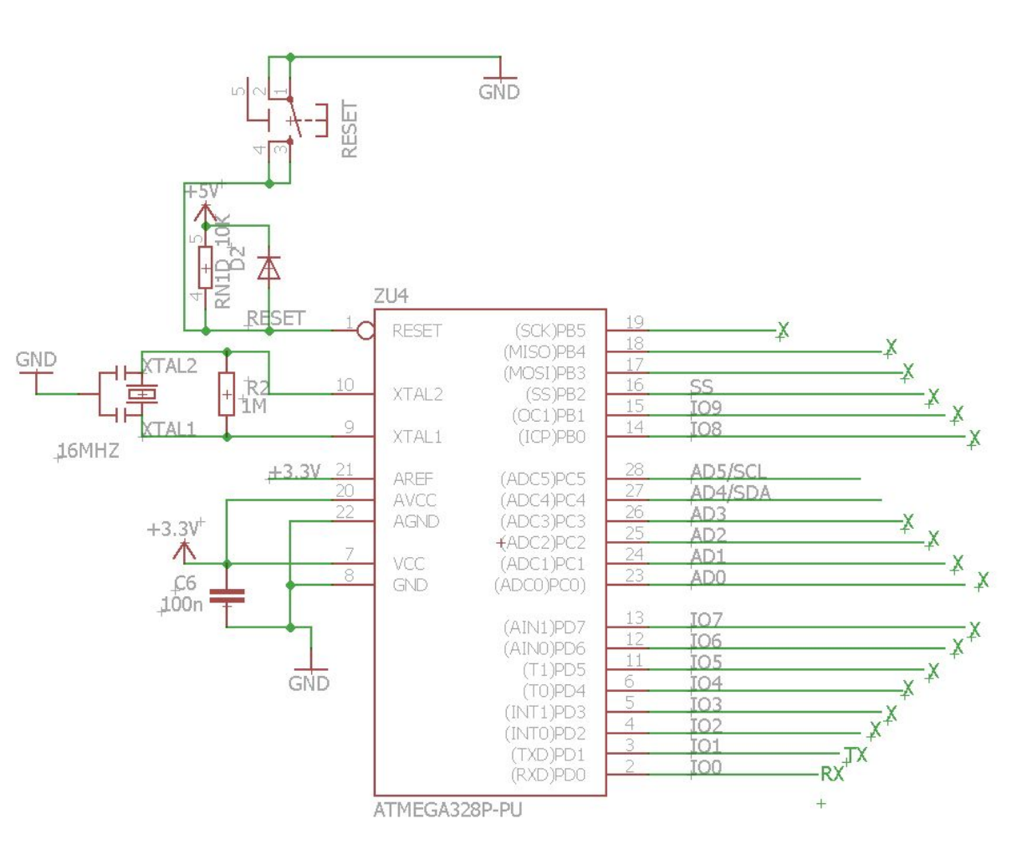 GND
5
2
1
RESET
4
3
+5V
5
RN1D 10K
4
D2
RESET
ZU4
1
RESET
(SCK)PB5
19
X
(MISO)PB4
18
X
(MOSI)PB3
17
X
GND
XTAL2
R2
1M
10
XTAL2
(SS)PB2
16
SS
X
(OC1)PB1
15
IO9
X
XTAL1
9
XTAL1
(ICP)PB0
14
IO8
X
16MHZ
+3.3V
21
AREF
(ADC5)PC5
28
AD5/SCL
20
AVCC
(ADC4)PC4
27
AD4/SDA
22
AGND
(ADC3)PC3
26
AD3
X
+3.3V
(ADC2)PC2
25
AD2
X
7
VCC
(ADC1)PC1
24
AD1
X
8
GND
(ADC0)PC0)
23
AD0
X
C6
100n
(AIN1)PD7
13
IO7
X
(AIN0)PD6
12
IO6
X
(T1)PD5
11
IO5
X
GND
(T0)PD4
6
IO4
X
(INT1)PD3
5
IO3
X
(INT0)PD2
4
IO2
X
(TXD)PD1
3
IO1
TX
(RXD)PD0
2
IO0
RX
ATMEGA328P-PU